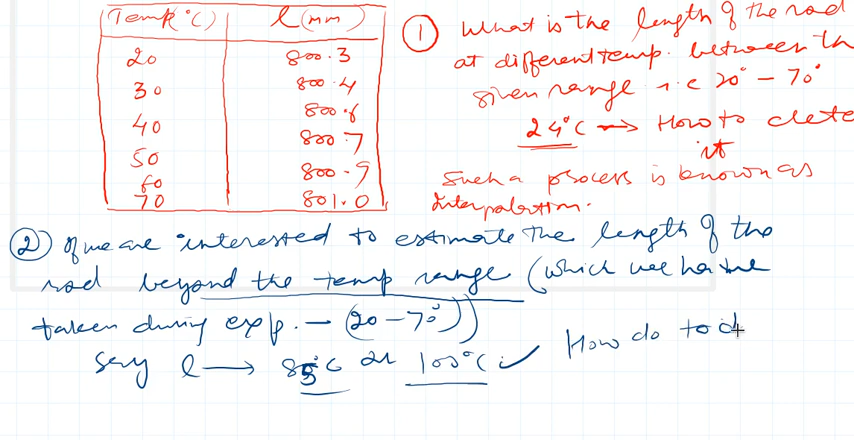 Temp(°C) l(mm)
20 800.3
30 800.4
40 800.6
50 800.7
60 800.9
70 801.0
① What is the length of the rod
at different temp. between th
given range i.e 20° - 70°
24°C → How to dete
it
Such a process is known as
Interpolation.
② If we are interested to estimate the length of the
rod beyond the temp range (which we have
taken during exp. - (20 - 70°))
Say l → 85°C or 100°C ✓ How do to d